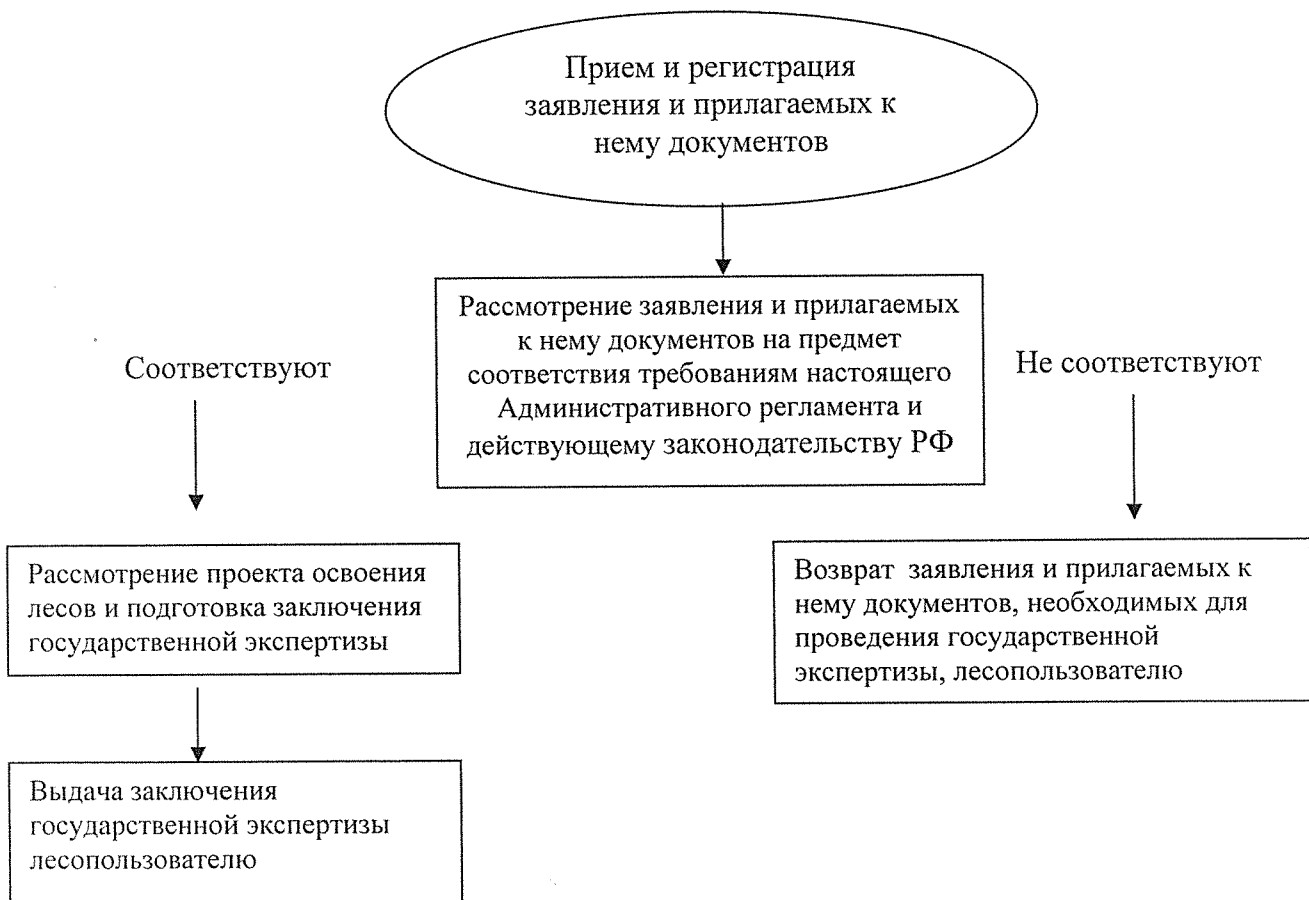 Прием и регистрация
заявления и прилагаемых к
нему документов
Рассмотрение заявления и прилагаемых
к нему документов на предмет
соответствия требованиям настоящего
Административного регламента и
действующему законодательству РФ
Соответствуют
Не соответствуют
Рассмотрение проекта освоения
лесов и подготовка заключения
государственной экспертизы
Возврат заявления и прилагаемых к
нему документов, необходимых для
проведения государственной
экспертизы, лесопользователю
Выдача заключения
государственной экспертизы
лесопользователю